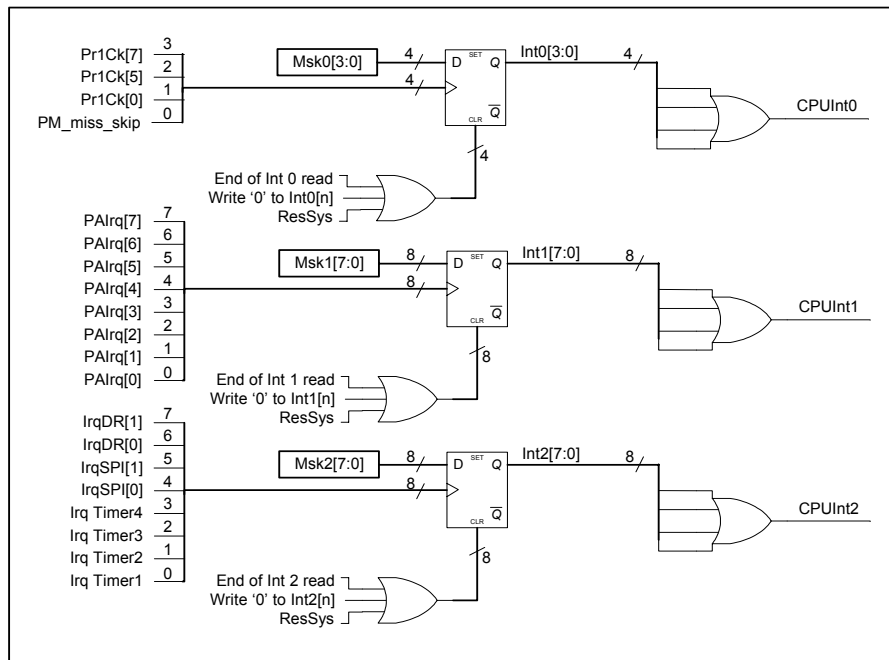 3
Pr1Ck[7]
2
Pr1Ck[5]
1
Pr1Ck[0]
0
PM_miss_skip
Msk0[3:0]
4
4
D SET Q
Q
CLR
Int0[3:0]
4
CPUInt0
4
End of Int 0 read
Write ‘0’ to Int0[n]
ResSys
7
PAIrq[7]
6
PAIrq[6]
5
PAIrq[5]
4
PAIrq[4]
3
PAIrq[3]
2
PAIrq[2]
1
PAIrq[1]
0
PAIrq[0]
Msk1[7:0]
8
8
D SET Q
Q
CLR
Int1[7:0]
8
CPUInt1
8
End of Int 1 read
Write ‘0’ to Int1[n]
ResSys
7
IrqDR[1]
6
IrqDR[0]
5
IrqSPI[1]
4
IrqSPI[0]
3
Irq Timer4
2
Irq Timer3
1
Irq Timer2
0
Irq Timer1
Msk2[7:0]
8
8
D SET Q
Q
CLR
Int2[7:0]
8
CPUInt2
8
End of Int 2 read
Write ‘0’ to Int2[n]
ResSys